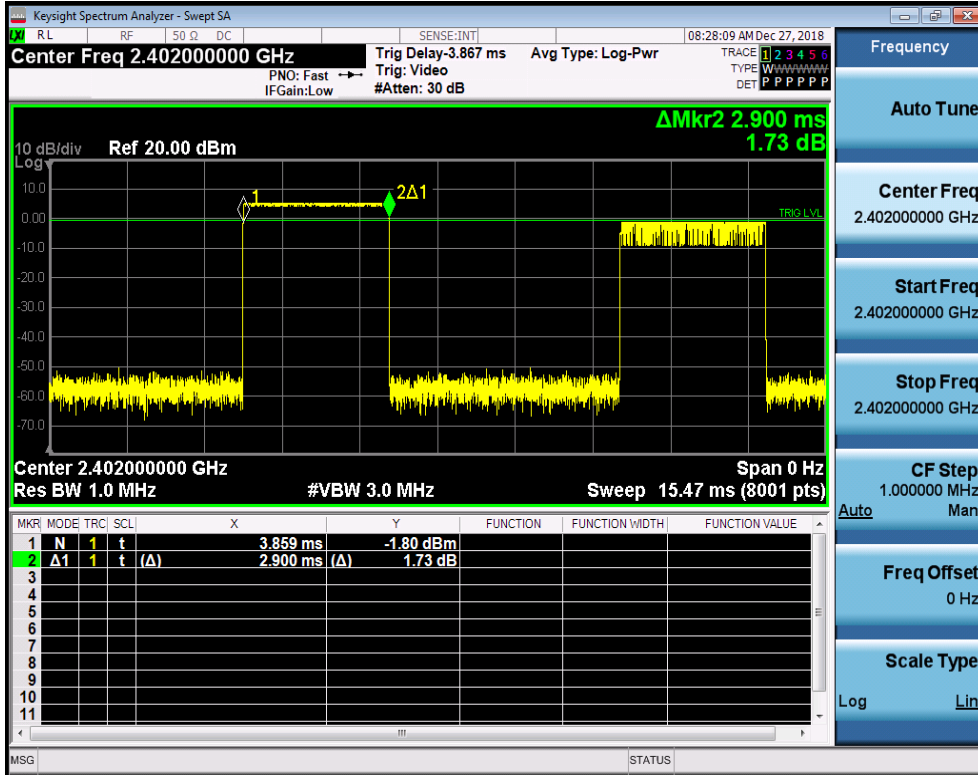 Keysight Spectrum Analyzer - Swept SA
LXI RL RF 50 Ω DC SENSE:INT 08:28:09 AM Dec 27, 2018
Center Freq 2.402000000 GHz
PNO: Fast
IFGain:Low
Trig Delay-3.867 ms
Trig: Video
#Atten: 30 dB
Avg Type: Log-Pwr
TRACE 1 2 3 4 5 6
TYPE WWWWWW
DET P P P P P P
ΔMkr2 2.900 ms
1.73 dB
10 dB/div Ref 20.00 dBm
Log
10.0
0.00
-10.0
-20.0
-30.0
-40.0
-50.0
-60.0
-70.0
1
2Δ1
TRIG LVL
Center 2.402000000 GHz Span 0 Hz
Res BW 1.0 MHz #VBW 3.0 MHz Sweep 15.47 ms (8001 pts)
MKR MODE TRC SCL X Y FUNCTION FUNCTION WIDTH FUNCTION VALUE
1 N 1 t 3.859 ms -1.80 dBm
2 Δ1 1 t (Δ) 2.900 ms (Δ) 1.73 dB
3
4
5
6
7
8
9
10
11
MSG STATUS
Frequency
Auto Tune
Center Freq
2.402000000 GHz
Start Freq
2.402000000 GHz
Stop Freq
2.402000000 GHz
CF Step
1.000000 MHz
Auto Man
Freq Offset
0 Hz
Scale Type
Log Lin